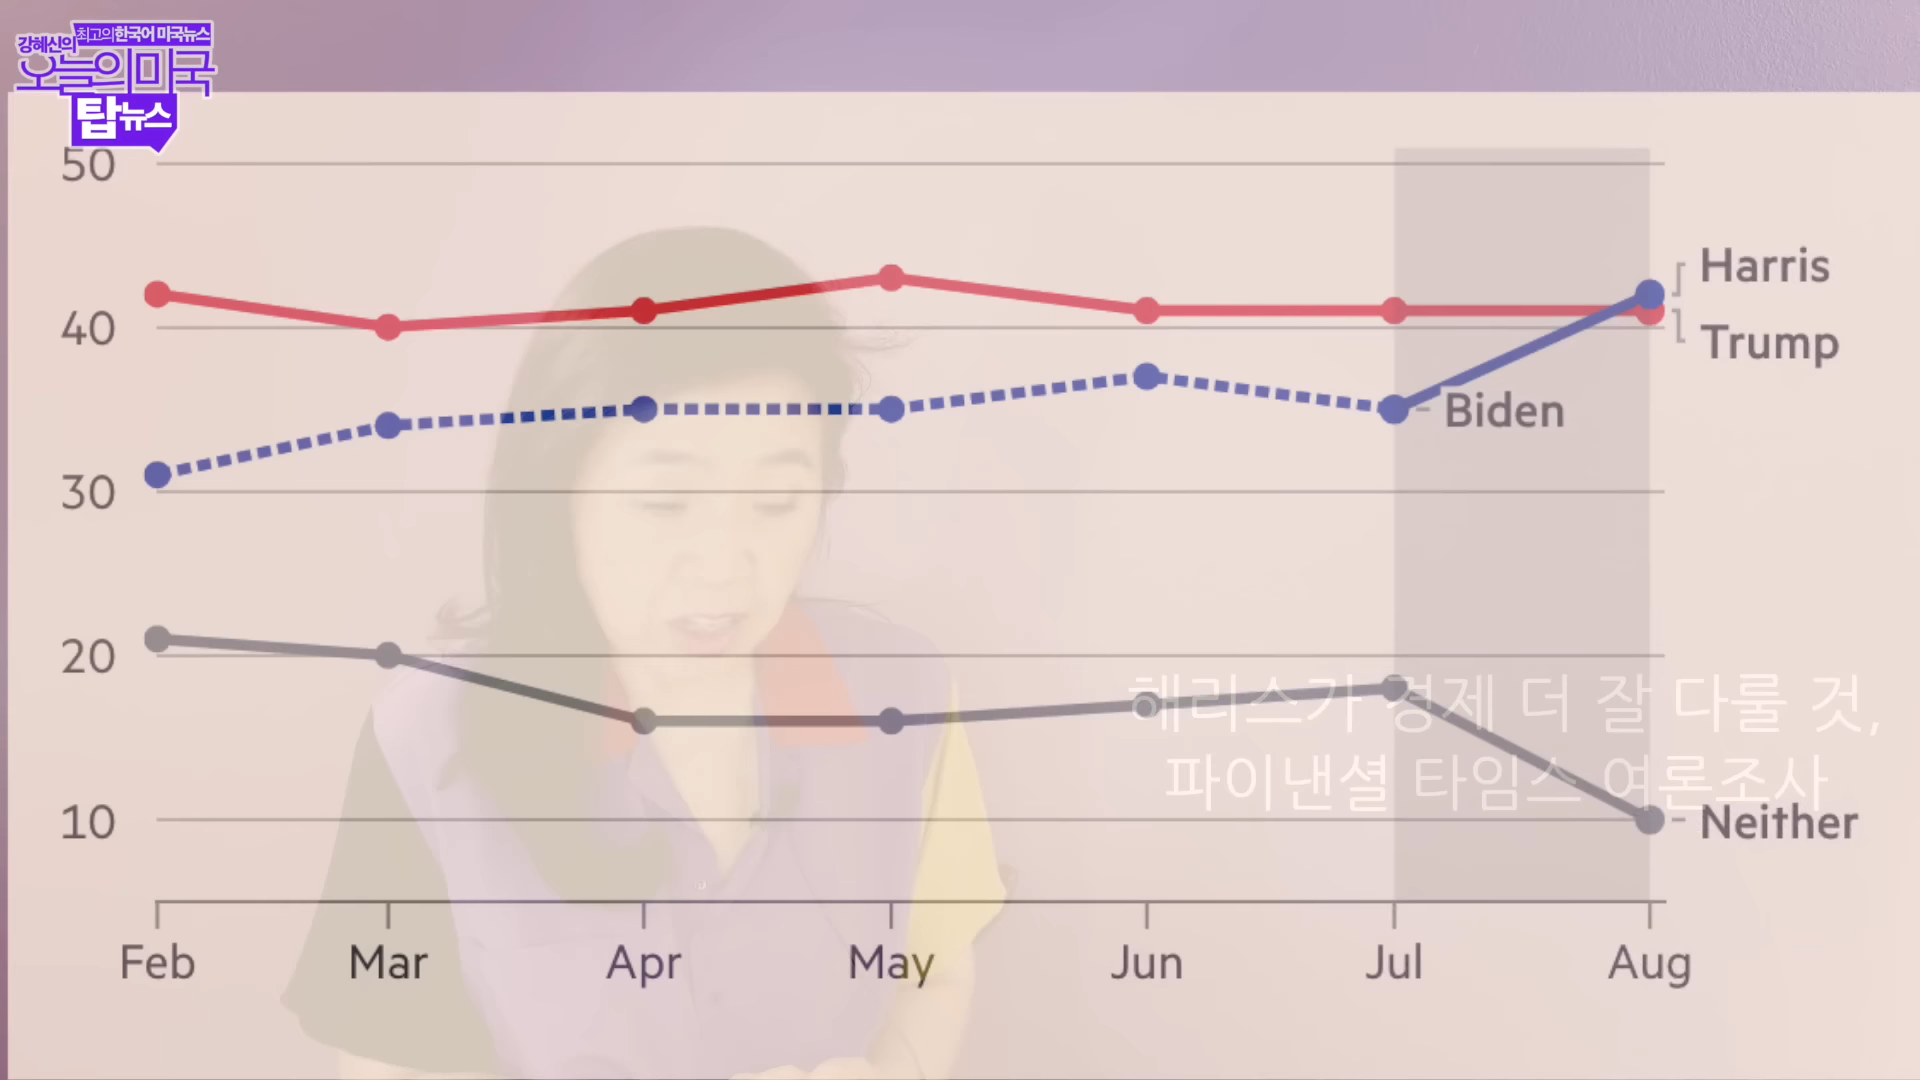 최고의 한국어 미국뉴스
강혜신의
오늘의 미국
탑뉴스
50
40
30
20
10
Harris
Trump
Biden
해리스가 경제 더 잘 다룰 것,
파이낸셜 타임스 여론조사
Neither
Feb Mar Apr May Jun Jul Aug